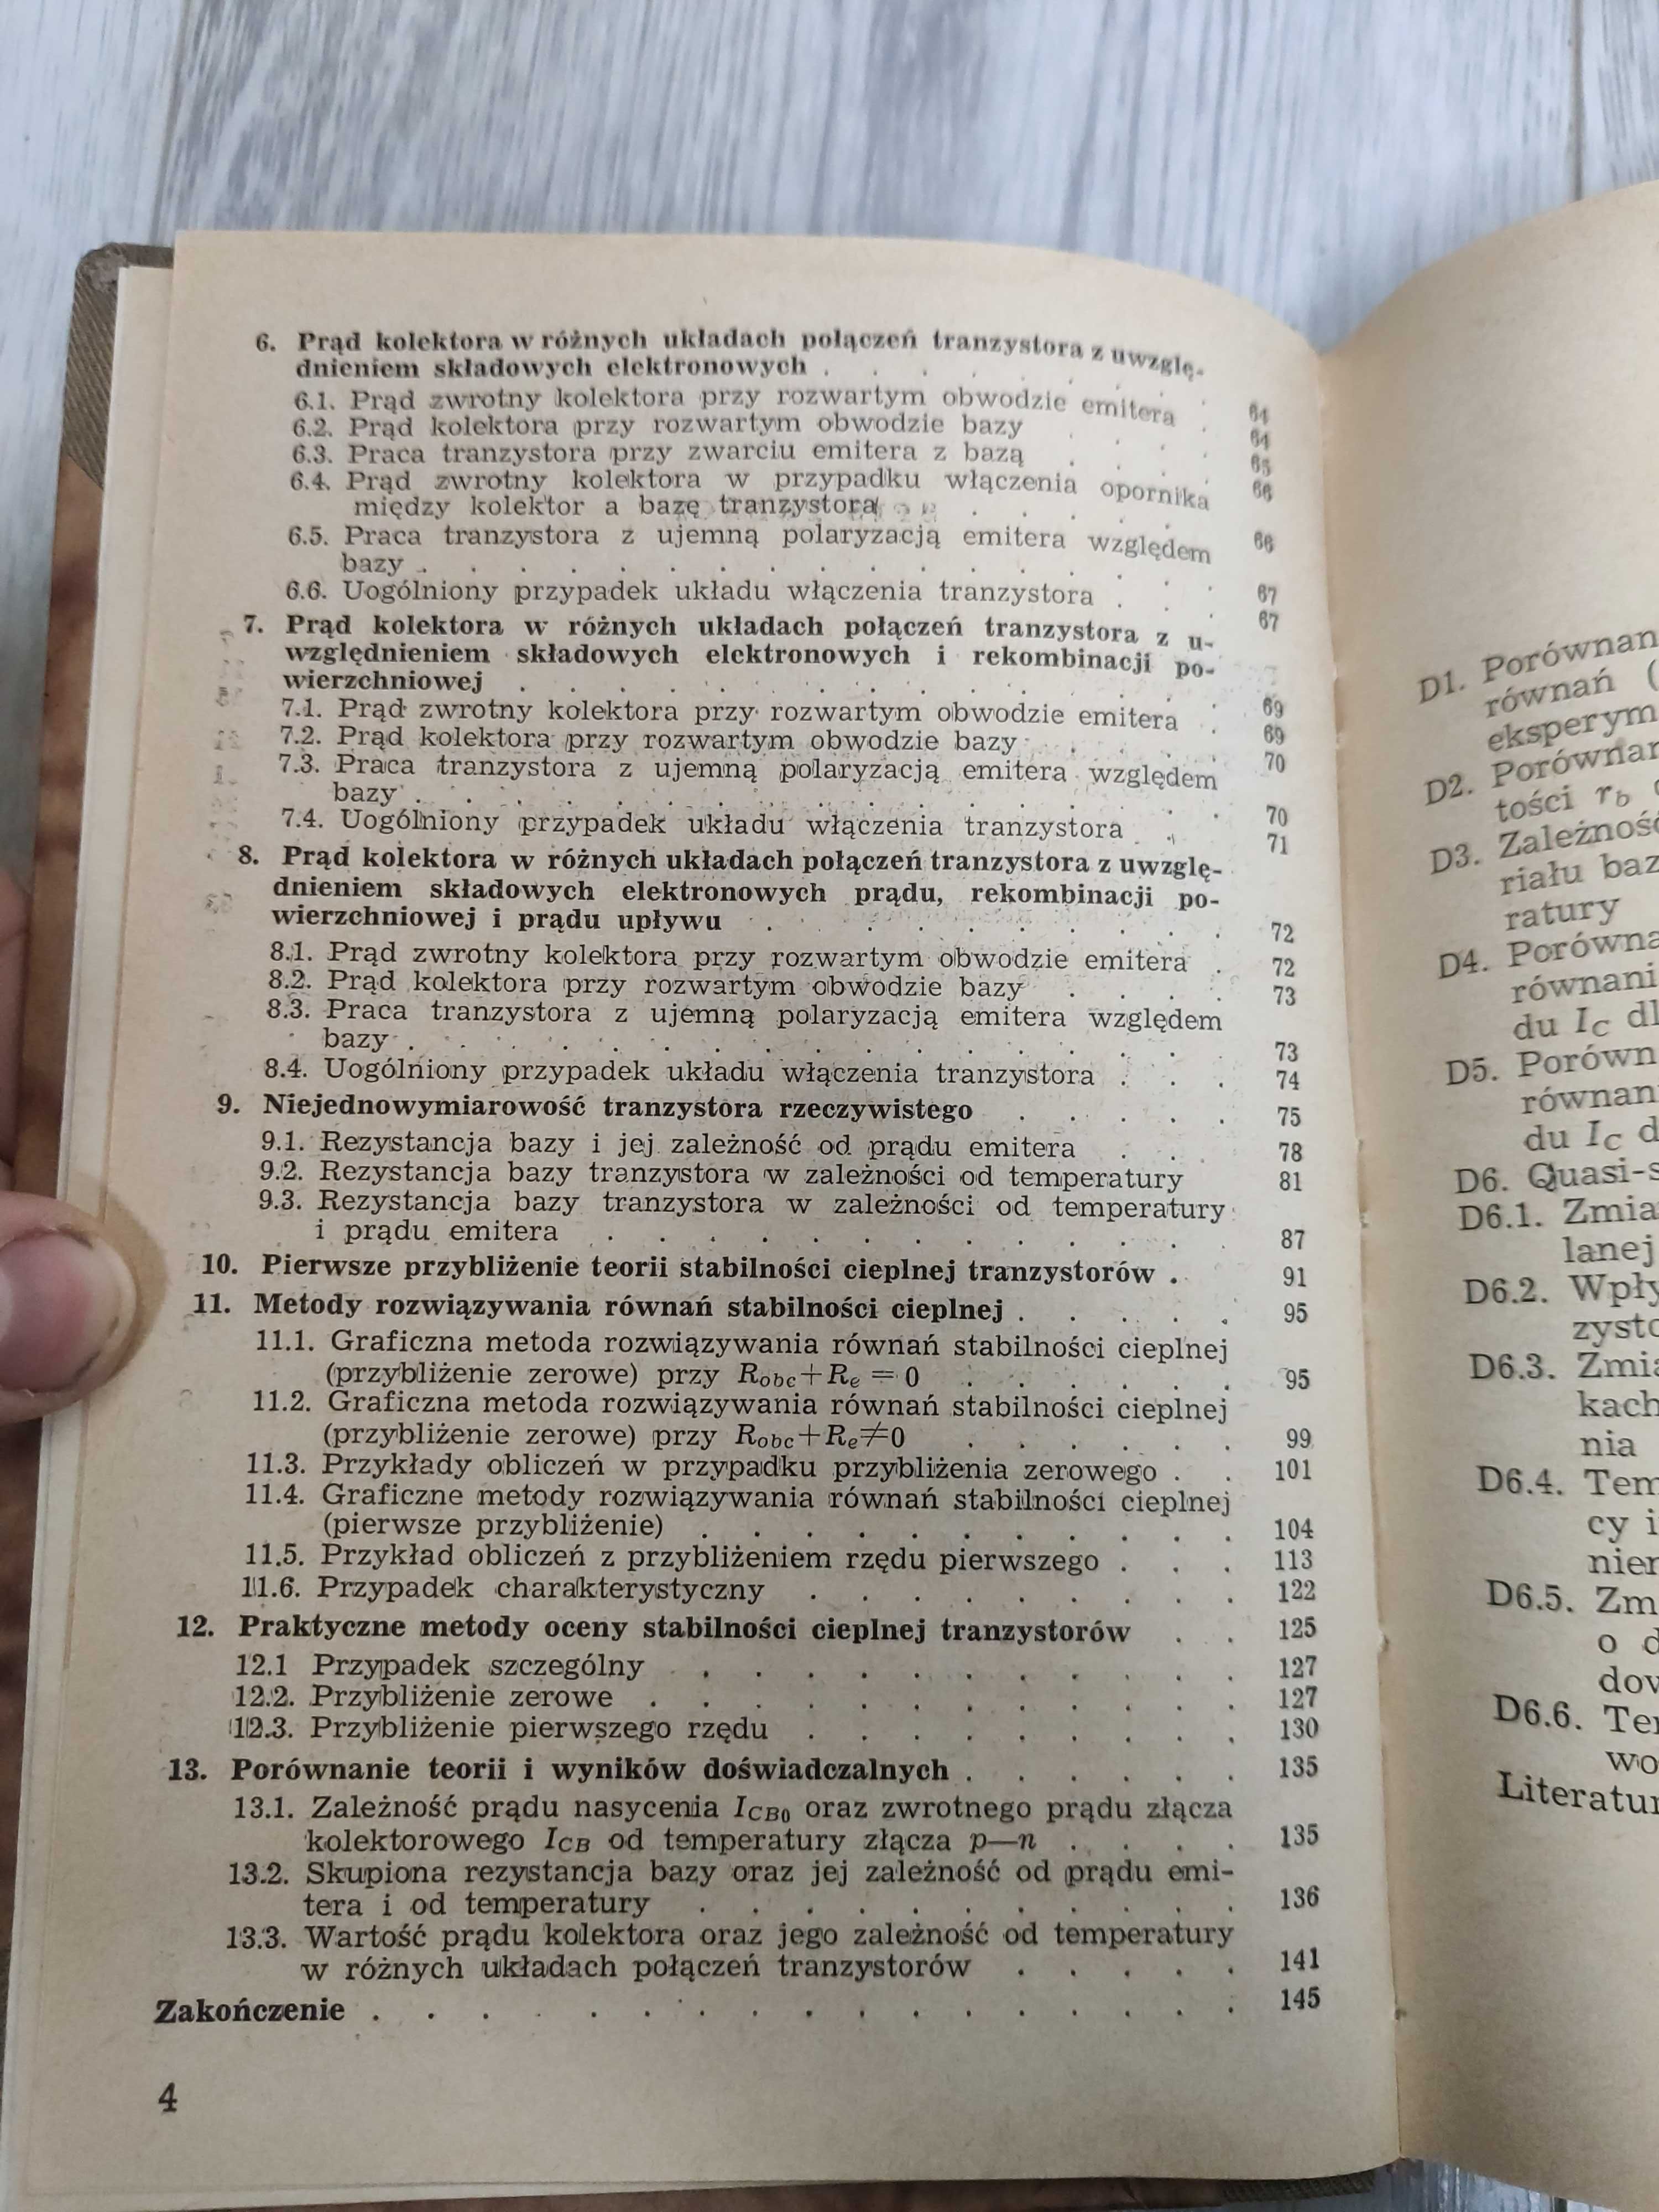 6. Prąd kolektora w różnych układach połączeń tranzystora z uwzglę-
dnieniem składowych elektronowych . . . . . . . 64
6.1. Prąd zwrotny kolektora przy rozwartym obwodzie emitera . 64
6.2. Prąd kolektora przy rozwartym obwodzie bazy . . . . 65
6.3. Praca tranzystora przy zwarciu emitera z bazą . . . . 66
6.4. Prąd zwrotny kolektora w przypadku włączenia opornika
między kolektor a bazę tranzystora . . . . . 66
6.5. Praca tranzystora z ujemną polaryzacją emitera względem
bazy . . . . . . . . . . . . . . . . 67
6.6. Uogólniony przypadek układu włączenia tranzystora . . . 67
7. Prąd kolektora w różnych układach połączeń tranzystora z u-
względnieniem składowych elektronowych i rekombinacji po-
wierzchniowej . . . . . . . . . . . . . . 69
7.1. Prąd zwrotny kolektora przy rozwartym obwodzie emitera . 69
7.2. Prąd kolektora przy rozwartym obwodzie bazy . . . . 70
7.3. Praca tranzystora z ujemną polaryzacją emitera względem
bazy . . . . . . . . . . . . . . . . 70
7.4. Uogólniony przypadek układu włączenia tranzystora . . 71
8. Prąd kolektora w różnych układach połączeń tranzystora z uwzglę-
dnieniem składowych elektronowych prądu, rekombinacji po-
wierzchniowej i prądu upływu . . . . . . . . . 72
8.1. Prąd zwrotny kolektora przy rozwartym obwodzie emitera . 72
8.2. Prąd kolektora przy rozwartym obwodzie bazy . . . . 73
8.3. Praca tranzystora z ujemną polaryzacją emitera względem
bazy . . . . . . . . . . . . . . . . 73
8.4. Uogólniony przypadek układu włączenia tranzystora . . . 74
9. Niejednowymiarowość tranzystora rzeczywistego . . . . . 75
9.1. Rezystancja bazy i jej zależność od prądu emitera . . . 78
9.2. Rezystancja bazy tranzystora w zależności od temperatury 81
9.3. Rezystancja bazy tranzystora w zależności od temperatury
i prądu emitera . . . . . . . . . . . . . 87
10. Pierwsze przybliżenie teorii stabilności cieplnej tranzystorów . 91
11. Metody rozwiązywania równań stabilności cieplnej . . . . . 95
11.1. Graficzna metoda rozwiązywania równań stabilności cieplnej
(przybliżenie zerowe) przy Robc+Re = 0 . . . . . . 95
11.2. Graficzna metoda rozwiązywania równań stabilności cieplnej
(przybliżenie zerowe) przy Robc+Re≠0 . . . . . . 99
11.3. Przykłady obliczeń w przypadku przybliżenia zerowego . . 101
11.4. Graficzne metody rozwiązywania równań stabilności cieplnej
(pierwsze przybliżenie) . . . . . . . . . . . 104
11.5. Przykład obliczeń z przybliżeniem rzędu pierwszego . . . 113
11.6. Przypadek charakterystyczny . . . . . . . . . 122
12. Praktyczne metody oceny stabilności cieplnej tranzystorów . . 125
12.1 Przypadek szczególny . . . . . . . . . . . 127
12.2. Przybliżenie zerowe . . . . . . . . . . . . 127
12.3. Przybliżenie pierwszego rzędu . . . . . . . . . 130
13. Porównanie teorii i wyników doświadczalnych . . . . . . 135
13.1. Zależność prądu nasycenia ICB0 oraz zwrotnego prądu złącza
kolektorowego ICB od temperatury złącza p—n . . . . 135
13.2. Skupiona rezystancja bazy oraz jej zależność od prądu emi-
tera i od temperatury . . . . . . . . . . . 136
13.3. Wartość prądu kolektora oraz jego zależność od temperatury
w różnych układach połączeń tranzystorów . . . . . 141
Zakończenie . . . . . . . . . . . . . . . . 145
4
D1. Porównan
równań (
eksperym
D2. Porównan
tości rb
D3. Zależność
riału baz
ratury
D4. Porówna
równani
du IC dl
D5. Porówn
równan
du IC d
D6. Quasi-s
D6.1. Zmia
lanej
D6.2. Wpły
zysto
D6.3. Zmia
kach
nia
D6.4. Tem
cy i
nien
D6.5. Zm
o d
dow
D6.6. Te
wo
Literatur